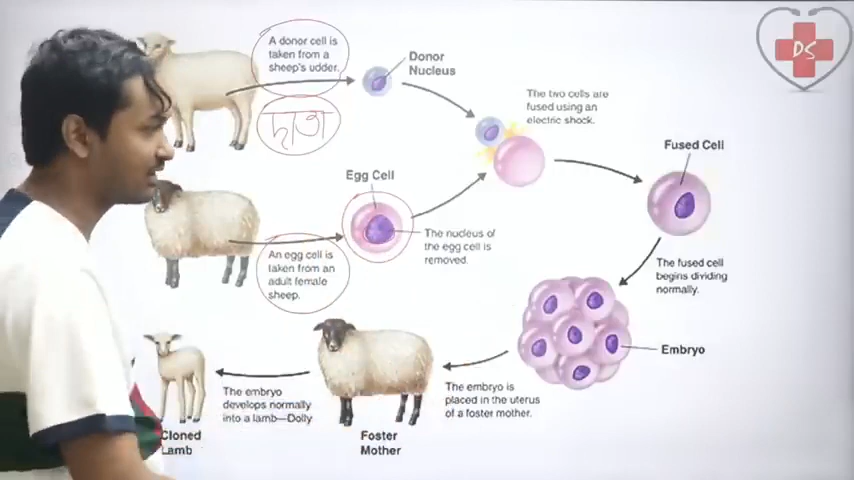 A donor cell is
taken from a
sheep's udder.
Donor
Nucleus
দাতা
The two cells are
fused using an
electric shock.
DS
Fused Cell
Egg Cell
The nucleus of
the egg cell is
removed.
An egg cell is
taken from an
adult female
sheep.
The fused cell
begins dividing
normally.
Embryo
The embryo is
placed in the uterus
of a foster mother.
The embryo
develops normally
into a lamb—Dolly
Foster
Mother
Cloned
Lamb